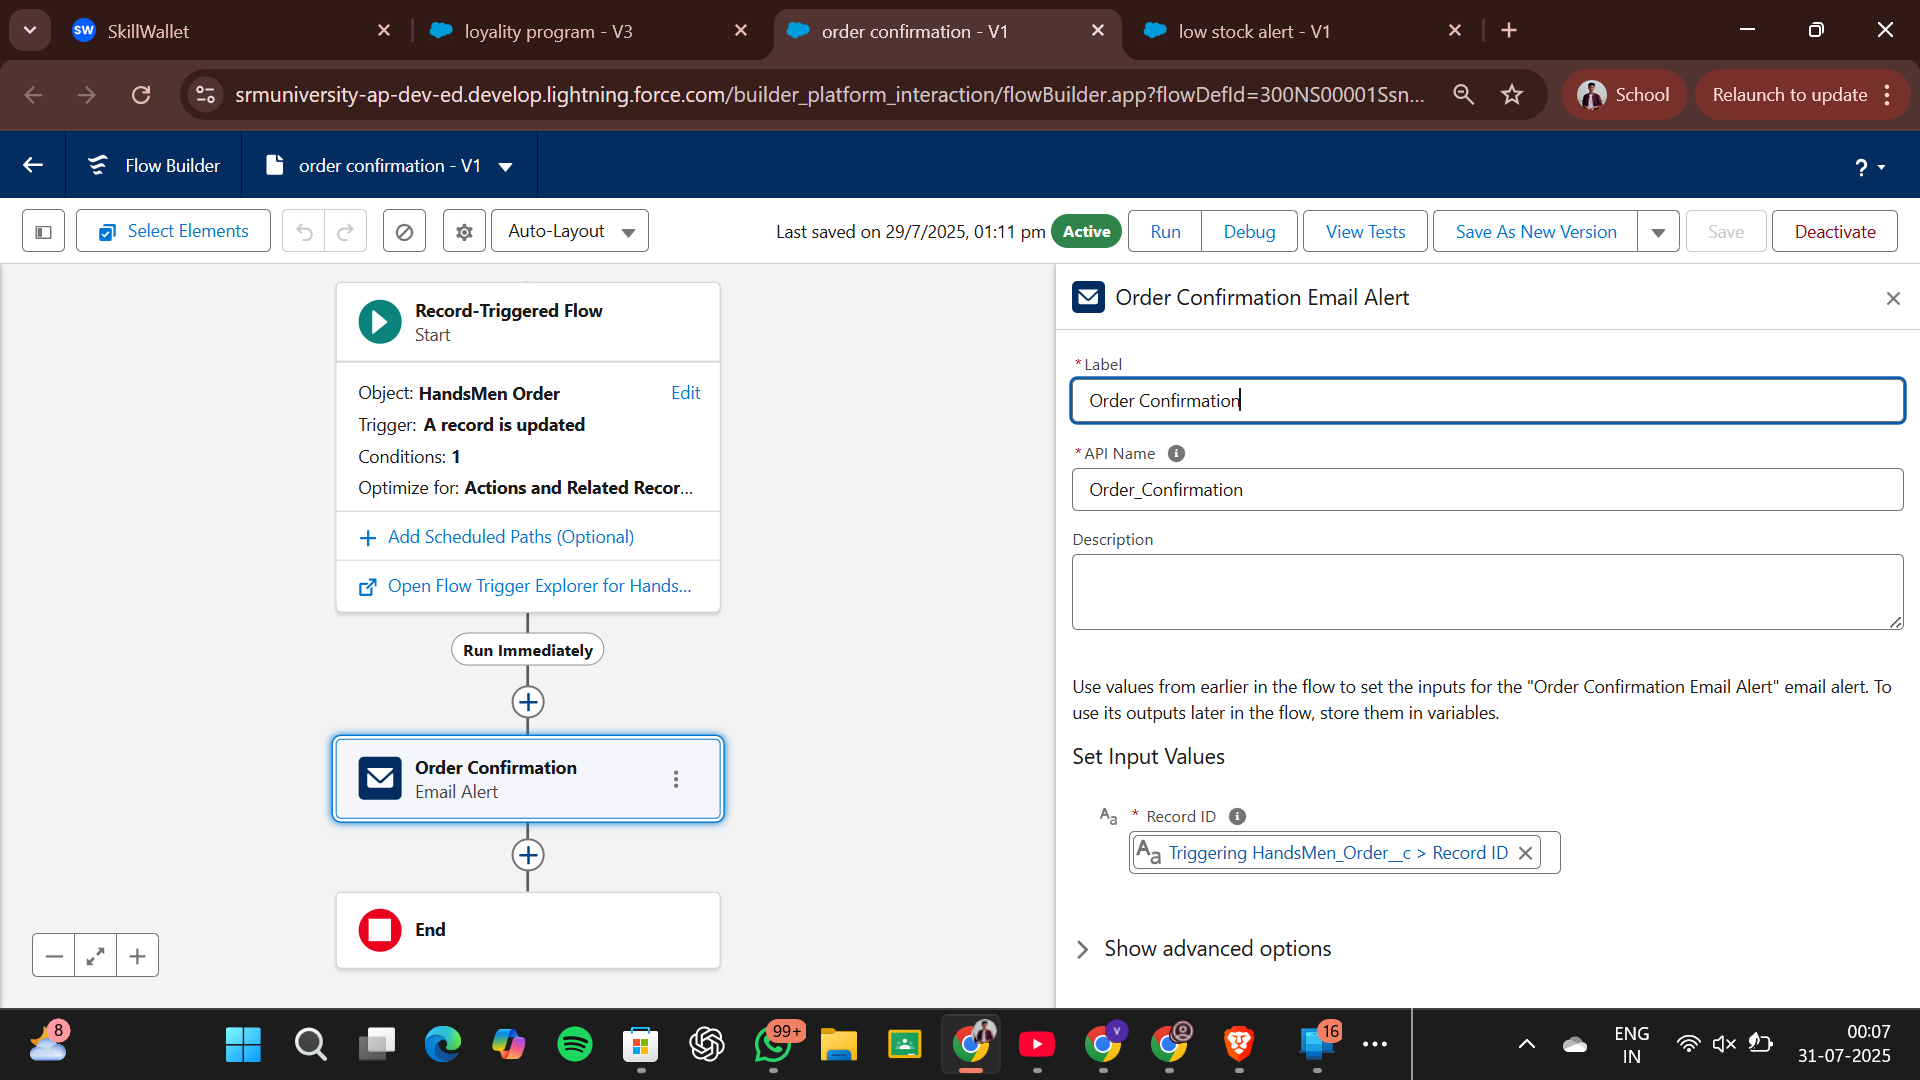 SW
SkillWallet
loyality program - V3
order confirmation - V1
low stock alert - V1
srmuniversity-ap-dev-ed.develop.lightning.force.com/builder_platform_interaction/flowBuilder.app?flowDefId=300NS00001Ssn...
School
Relaunch to update
Flow Builder
order confirmation - V1
?
Select Elements
Auto-Layout
Last saved on 29/7/2025, 01:11 pm
Active
Run
Debug
View Tests
Save As New Version
Save
Deactivate
Record-Triggered Flow
Start
Object: HandsMen Order
Edit
Trigger: A record is updated
Conditions: 1
Optimize for: Actions and Related Recor...
Add Scheduled Paths (Optional)
Open Flow Trigger Explorer for Hands...
Run Immediately
Order Confirmation
Email Alert
End
Order Confirmation Email Alert
* Label
Order Confirmation
* API Name
Order_Confirmation
Description
Use values from earlier in the flow to set the inputs for the "Order Confirmation Email Alert" email alert. To
use its outputs later in the flow, store them in variables.
Set Input Values
Aa * Record ID
Aa Triggering HandsMen_Order__c > Record ID
Show advanced options
8
99+
V
16
ENG
IN
00:07
31-07-2025